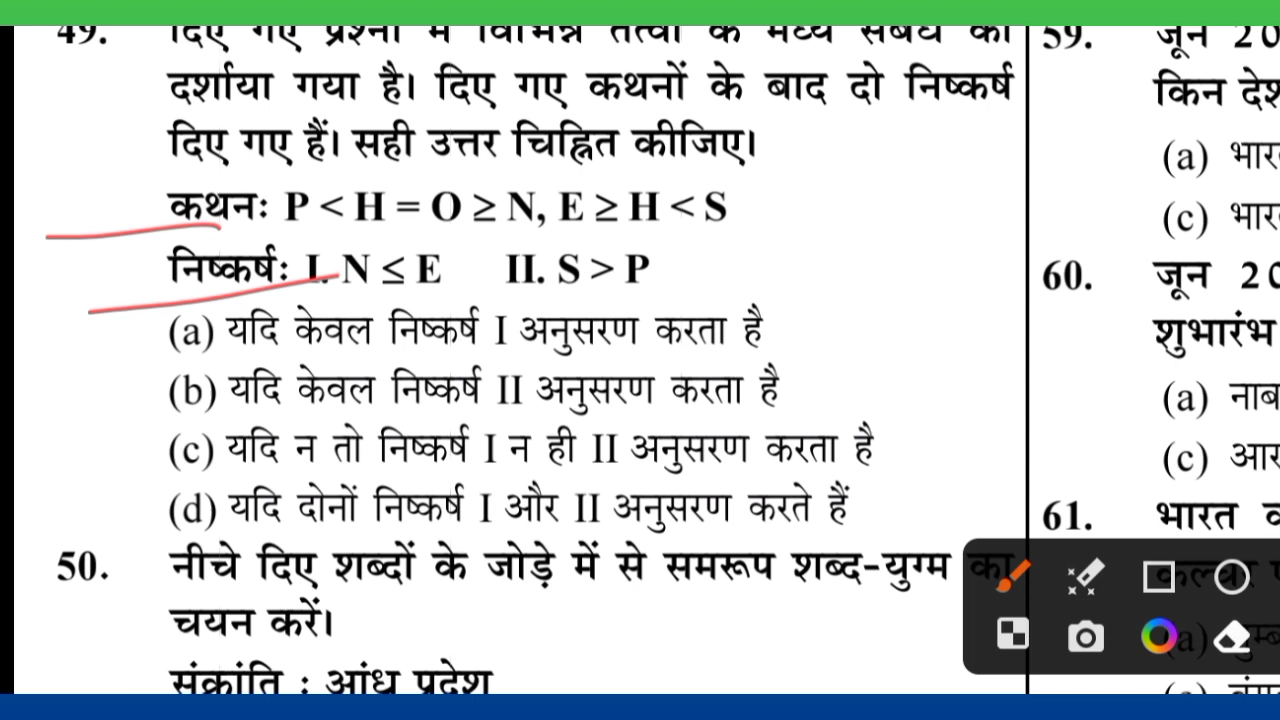 49. दिए गए प्रश्नों में विभिन्न तत्वों के मध्य संबंध को
दर्शाया गया है। दिए गए कथनों के बाद दो निष्कर्ष
दिए गए हैं। सही उत्तर चिह्नित कीजिए।
कथनः P < H = O ≥ N, E ≥ H < S
निष्कर्षः I. N ≤ E II. S > P
(a) यदि केवल निष्कर्ष I अनुसरण करता है
(b) यदि केवल निष्कर्ष II अनुसरण करता है
(c) यदि न तो निष्कर्ष I न ही II अनुसरण करता है
(d) यदि दोनों निष्कर्ष I और II अनुसरण करते हैं
50. नीचे दिए शब्दों के जोड़े में से समरूप शब्द-युग्म का
चयन करें।
संक्रांति : आंध्र प्रदेश
59. जून 20
किन देश
(a)
(c)
60. जून 20
शुभारंभ
(a)
(c)
61. भारत
(a)